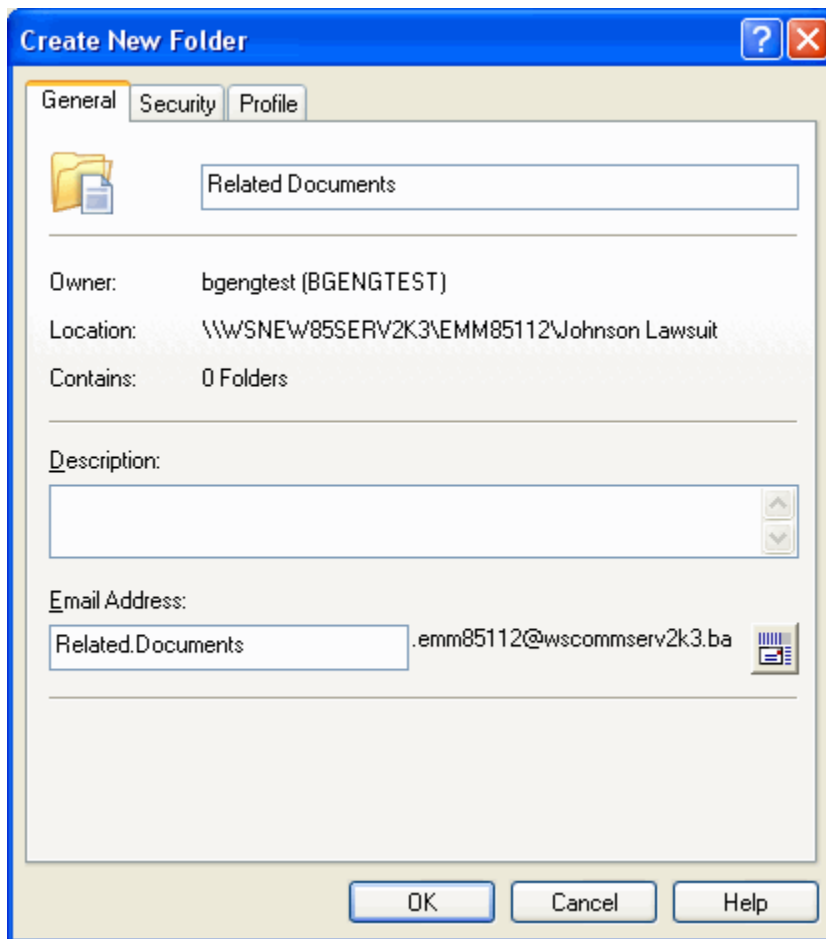 Create New Folder
General Security Profile
Related Documents
Owner: bgengtest (BGENGTEST)
Location: \\WSNEW85SERV2K3\EMM85112\Johnson Lawsuit
Contains: 0 Folders
Description:
Email Address:
Related.Documents .emm85112@wscommserv2k3.ba
OK Cancel Help